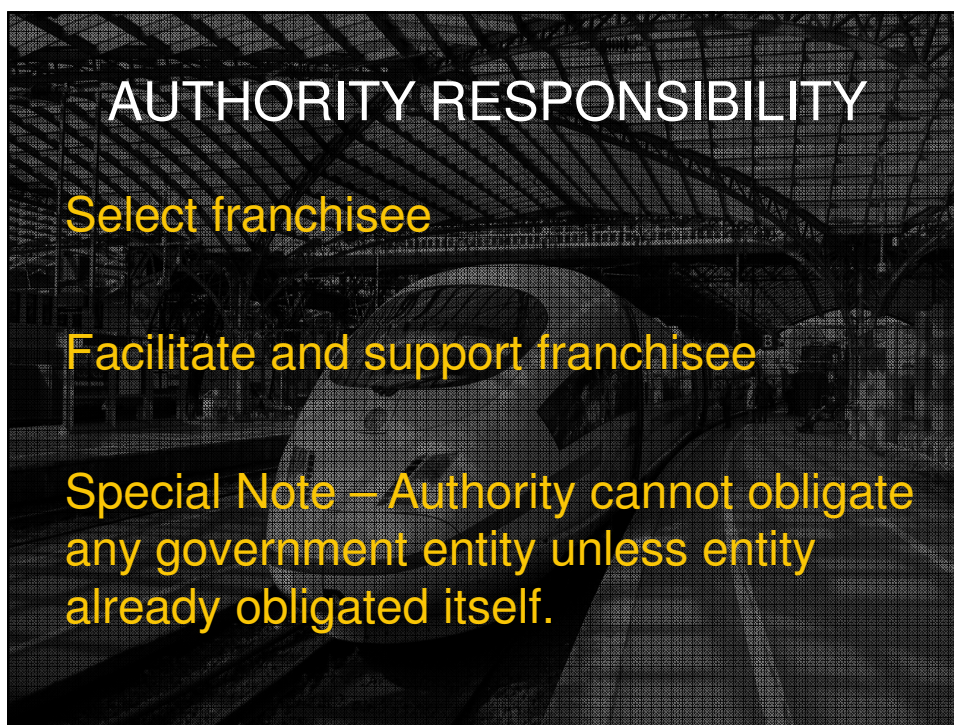 AUTHORITY RESPONSIBILITY
Select franchisee
Facilitate and support franchisee
Special Note – Authority cannot obligate
any government entity unless entity
already obligated itself.